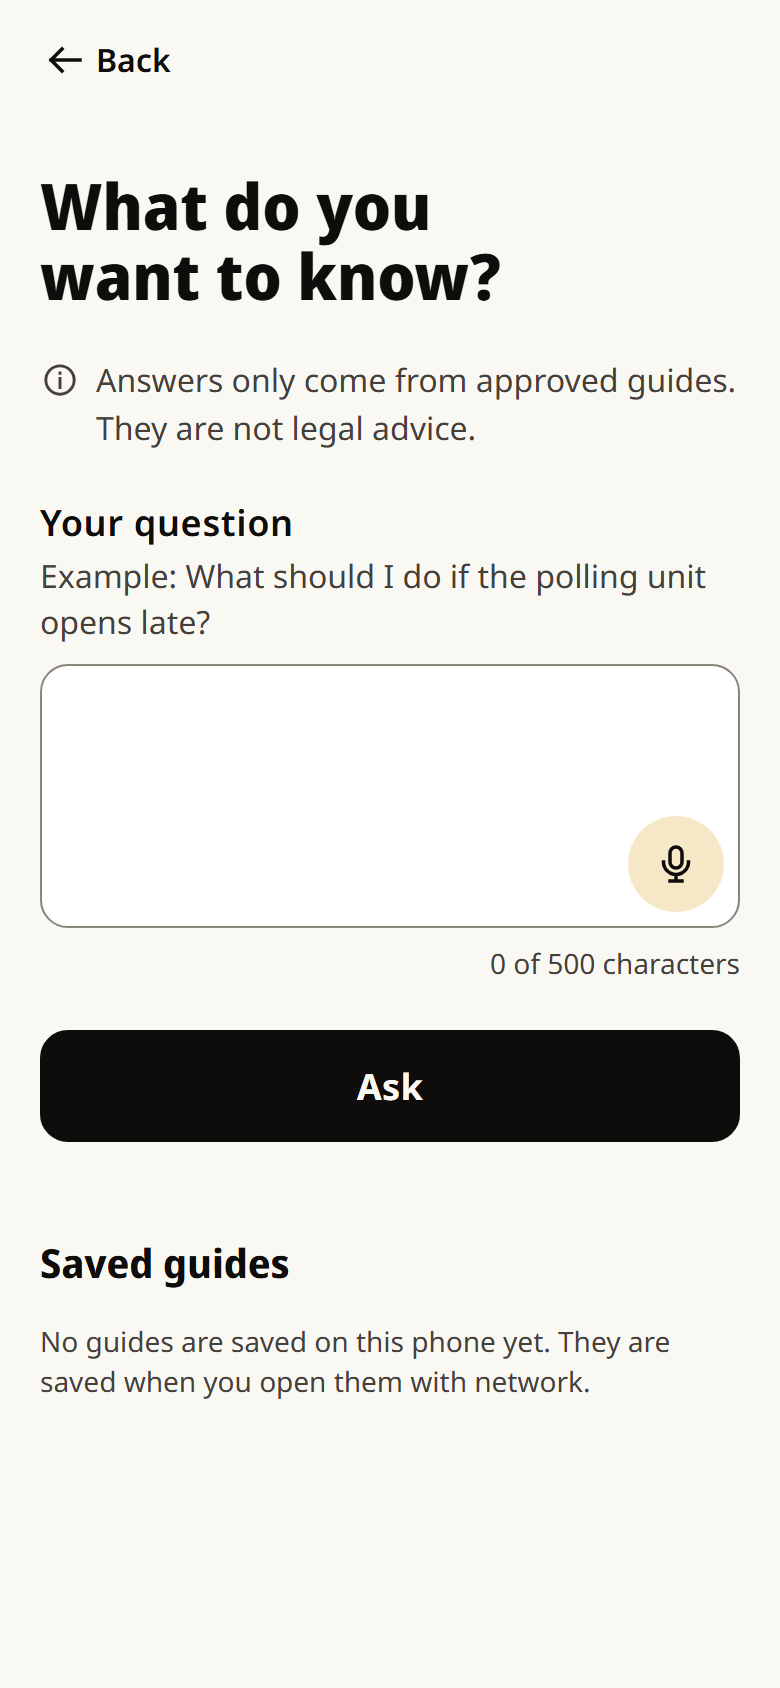 Back
What do you
want to know?
Answers only come from approved guides.
They are not legal advice.
Your question
Example: What should I do if the polling unit
opens late?
0 of 500 characters
Ask
Saved guides
No guides are saved on this phone yet. They are
saved when you open them with network.